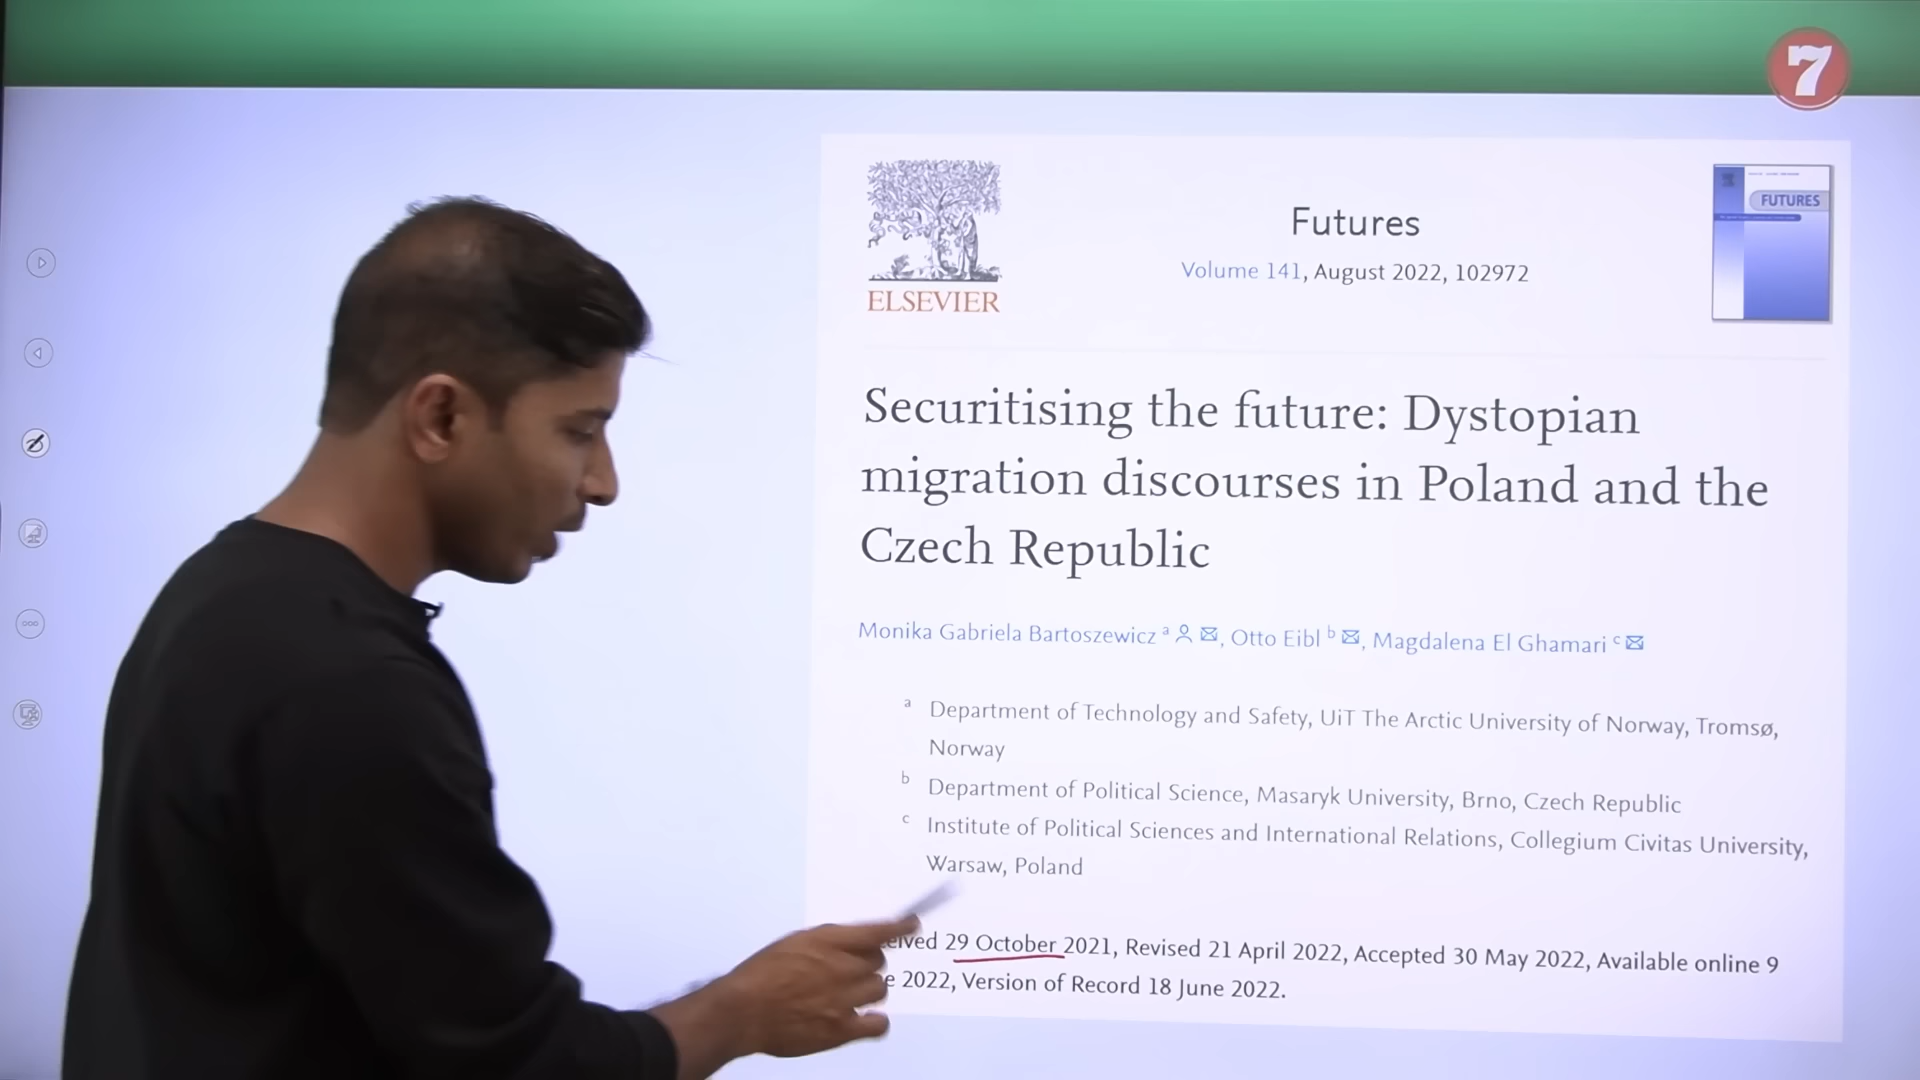 7
ELSEVIER
Futures
Volume 141, August 2022, 102972
FUTURES
Securitising the future: Dystopian
migration discourses in Poland and the
Czech Republic
Monika Gabriela Bartoszewicz a, Otto Eibl b, Magdalena El Ghamari c
a Department of Technology and Safety, UiT The Arctic University of Norway, Tromsø,
Norway
b Department of Political Science, Masaryk University, Brno, Czech Republic
c Institute of Political Sciences and International Relations, Collegium Civitas University,
Warsaw, Poland
eived 29 October 2021, Revised 21 April 2022, Accepted 30 May 2022, Available online 9
e 2022, Version of Record 18 June 2022.